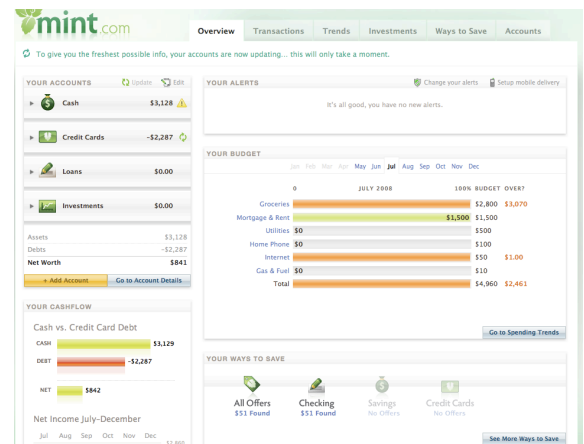 mint.com
Overview Transactions Trends Investments Ways to Save Accounts
To give you the freshest possible info, your accounts are now updating... this will only take a moment.
YOUR ACCOUNTS Update Edit
Cash $3,128
Credit Cards -$2,287
Loans $0.00
Investments $0.00
Assets $3,128
Debts -$2,287
Net Worth $841
+ Add Account Go to Account Details
YOUR CASHFLOW
Cash vs. Credit Card Debt
CASH $3,129
DEBT -$2,287
NET $842
Net Income July-December
Jul Aug Sep Oct Nov Dec
YOUR ALERTS Change your alerts Setup mobile delivery
It's all good, you have no new alerts.
YOUR BUDGET
Jan Feb Mar Apr May Jun Jul Aug Sep Oct Nov Dec
0 JULY 2008 100% BUDGET OVER?
Groceries $2,800 $3,070
Mortgage & Rent $1,500 $1,500
Utilities $0 $500
Home Phone $0 $100
Internet $50 $1.00
Gas & Fuel $0 $10
Total $4,960 $2,461
Go to Spending Trends
YOUR WAYS TO SAVE
All Offers Checking Savings Credit Cards
$51 Found $51 Found No Offers No Offers
See More Ways to Save